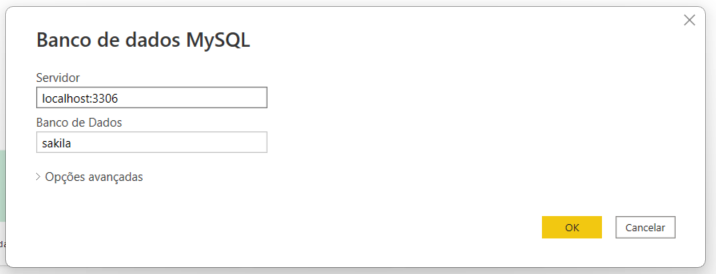 Banco de dados MySQL
Servidor
localhost:3306
Banco de Dados
sakila
Opções avançadas
OK
Cancelar